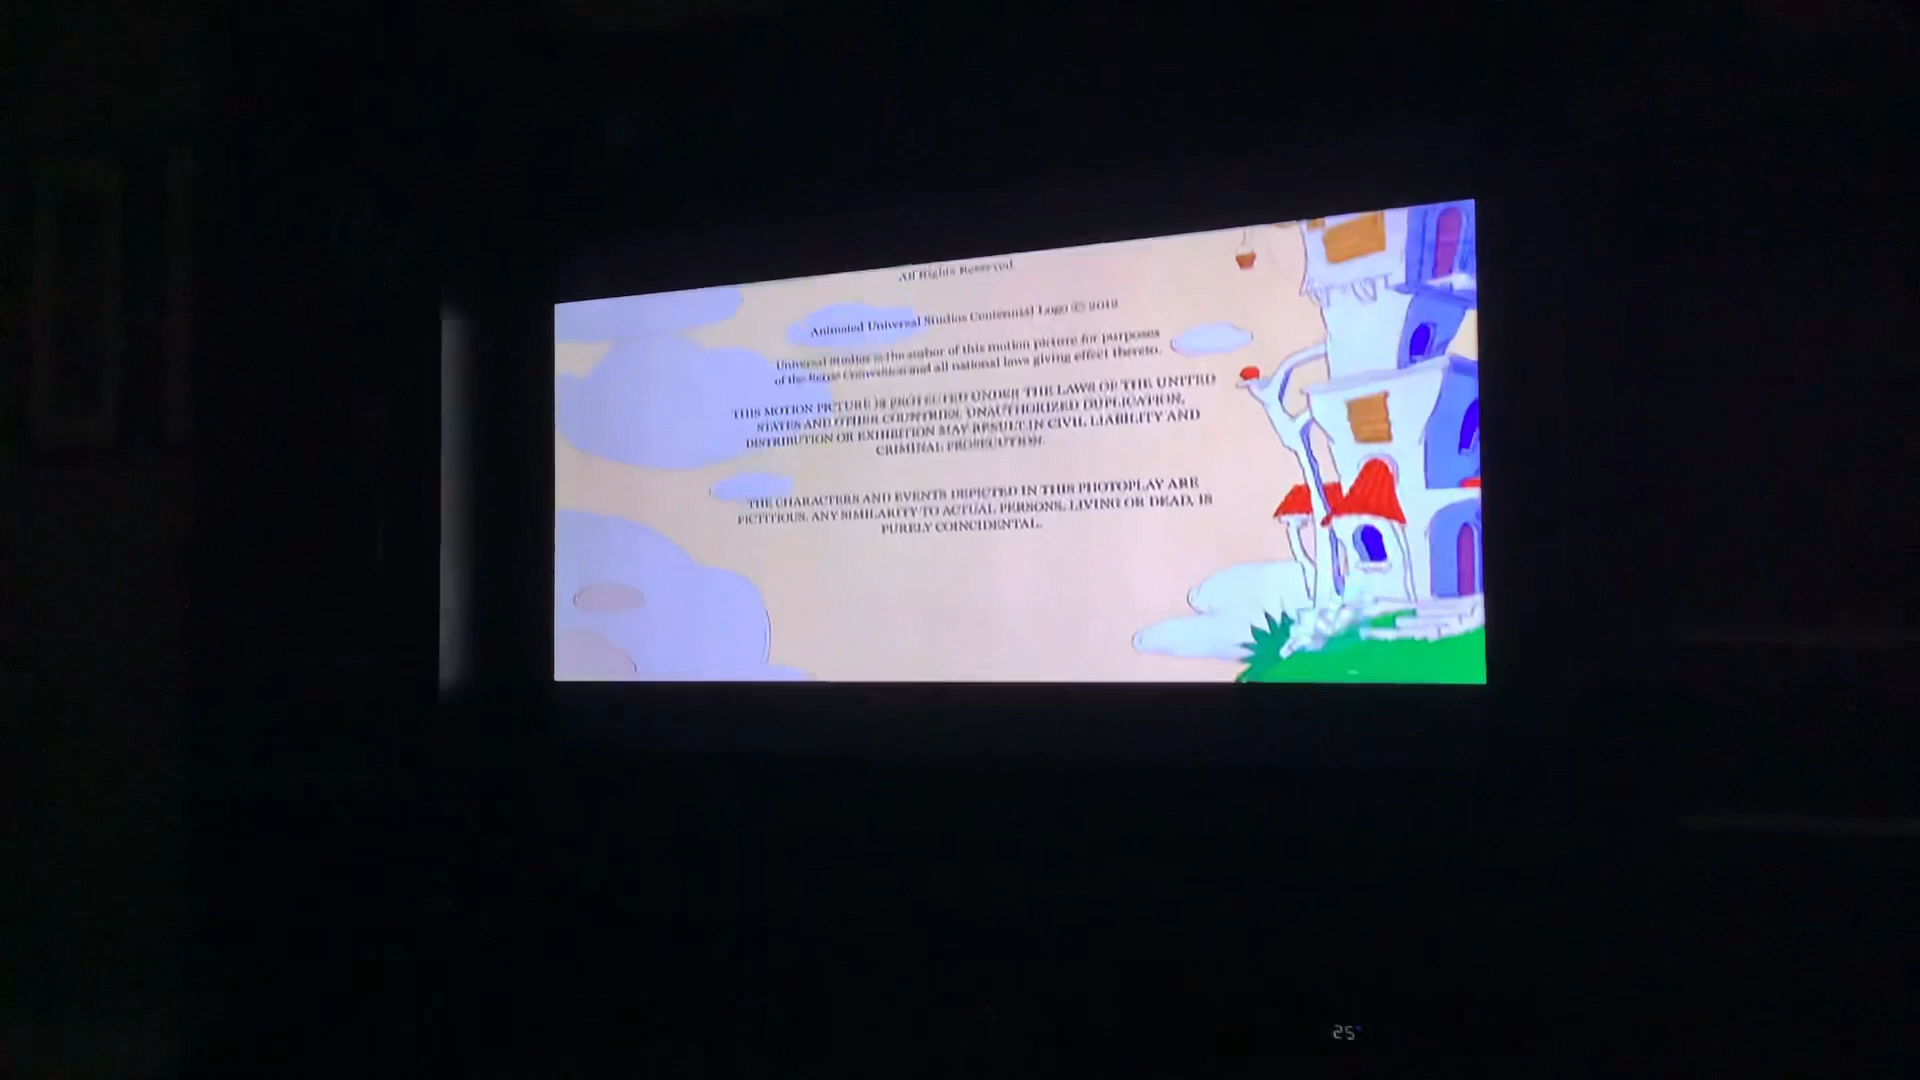 All Rights Reserved
Animated Universal Studios Centennial Logo © 2012
Universal Studios is the author of this motion picture for purposes
of the Berne Convention and all national laws giving effect thereto.
THIS MOTION PICTURE IS PROTECTED UNDER THE LAWS OF THE UNITED
STATES AND OTHER COUNTRIES. UNAUTHORIZED DUPLICATION,
DISTRIBUTION OR EXHIBITION MAY RESULT IN CIVIL LIABILITY AND
CRIMINAL PROSECUTION.
THE CHARACTERS AND EVENTS DEPICTED IN THIS PHOTOPLAY ARE
FICTITIOUS. ANY SIMILARITY TO ACTUAL PERSONS, LIVING OR DEAD, IS
PURELY COINCIDENTAL.
25°